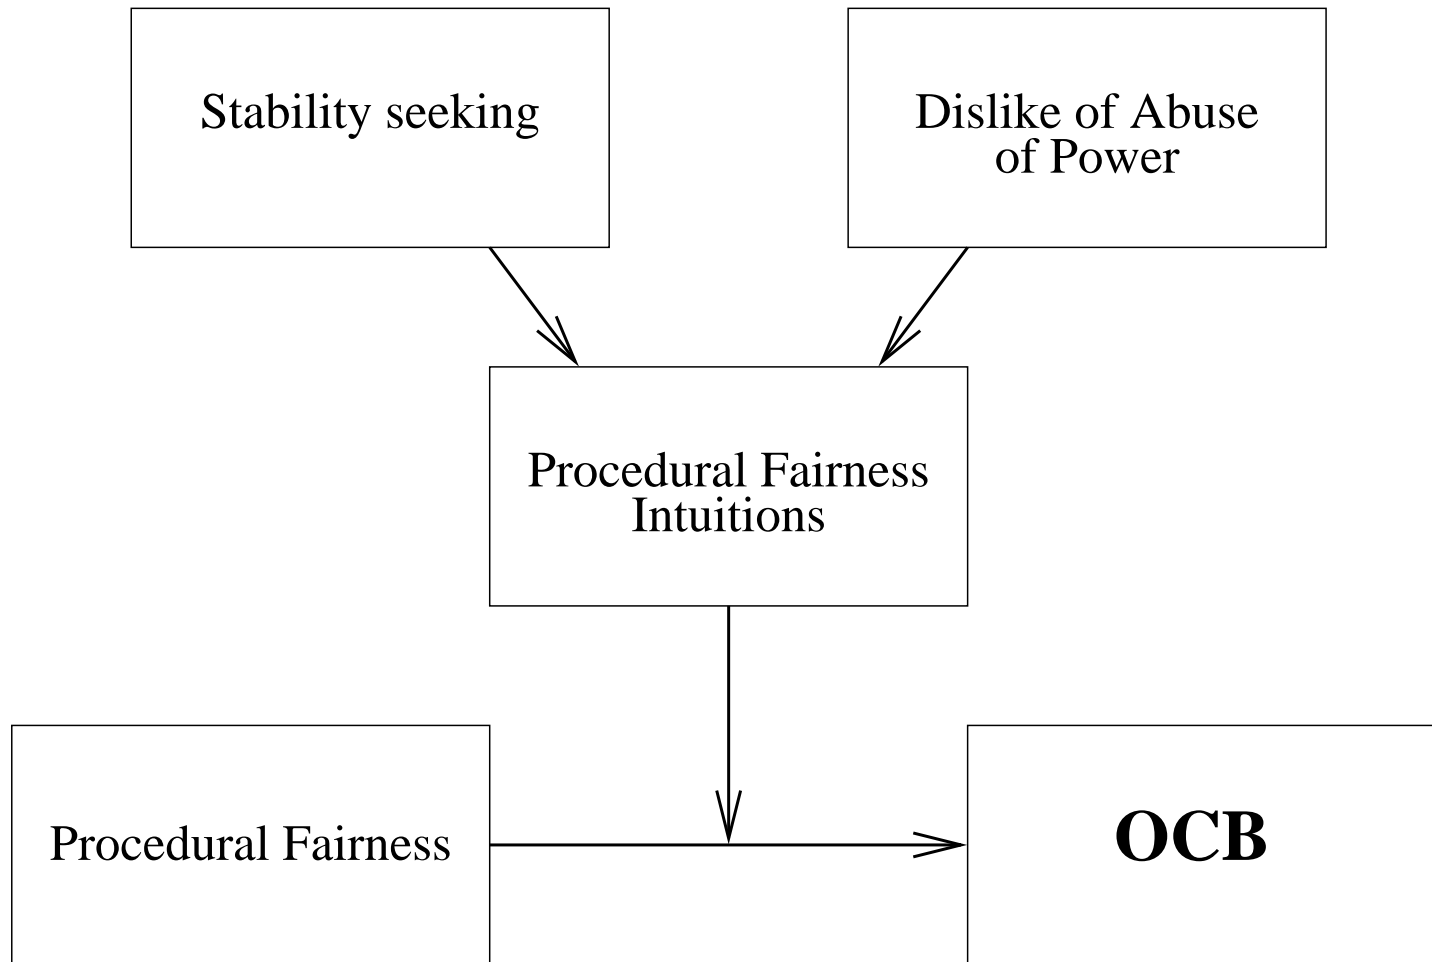 Stability seeking
Dislike of Abuse
of Power
Procedural Fairness
Intuitions
Procedural Fairness
OCB